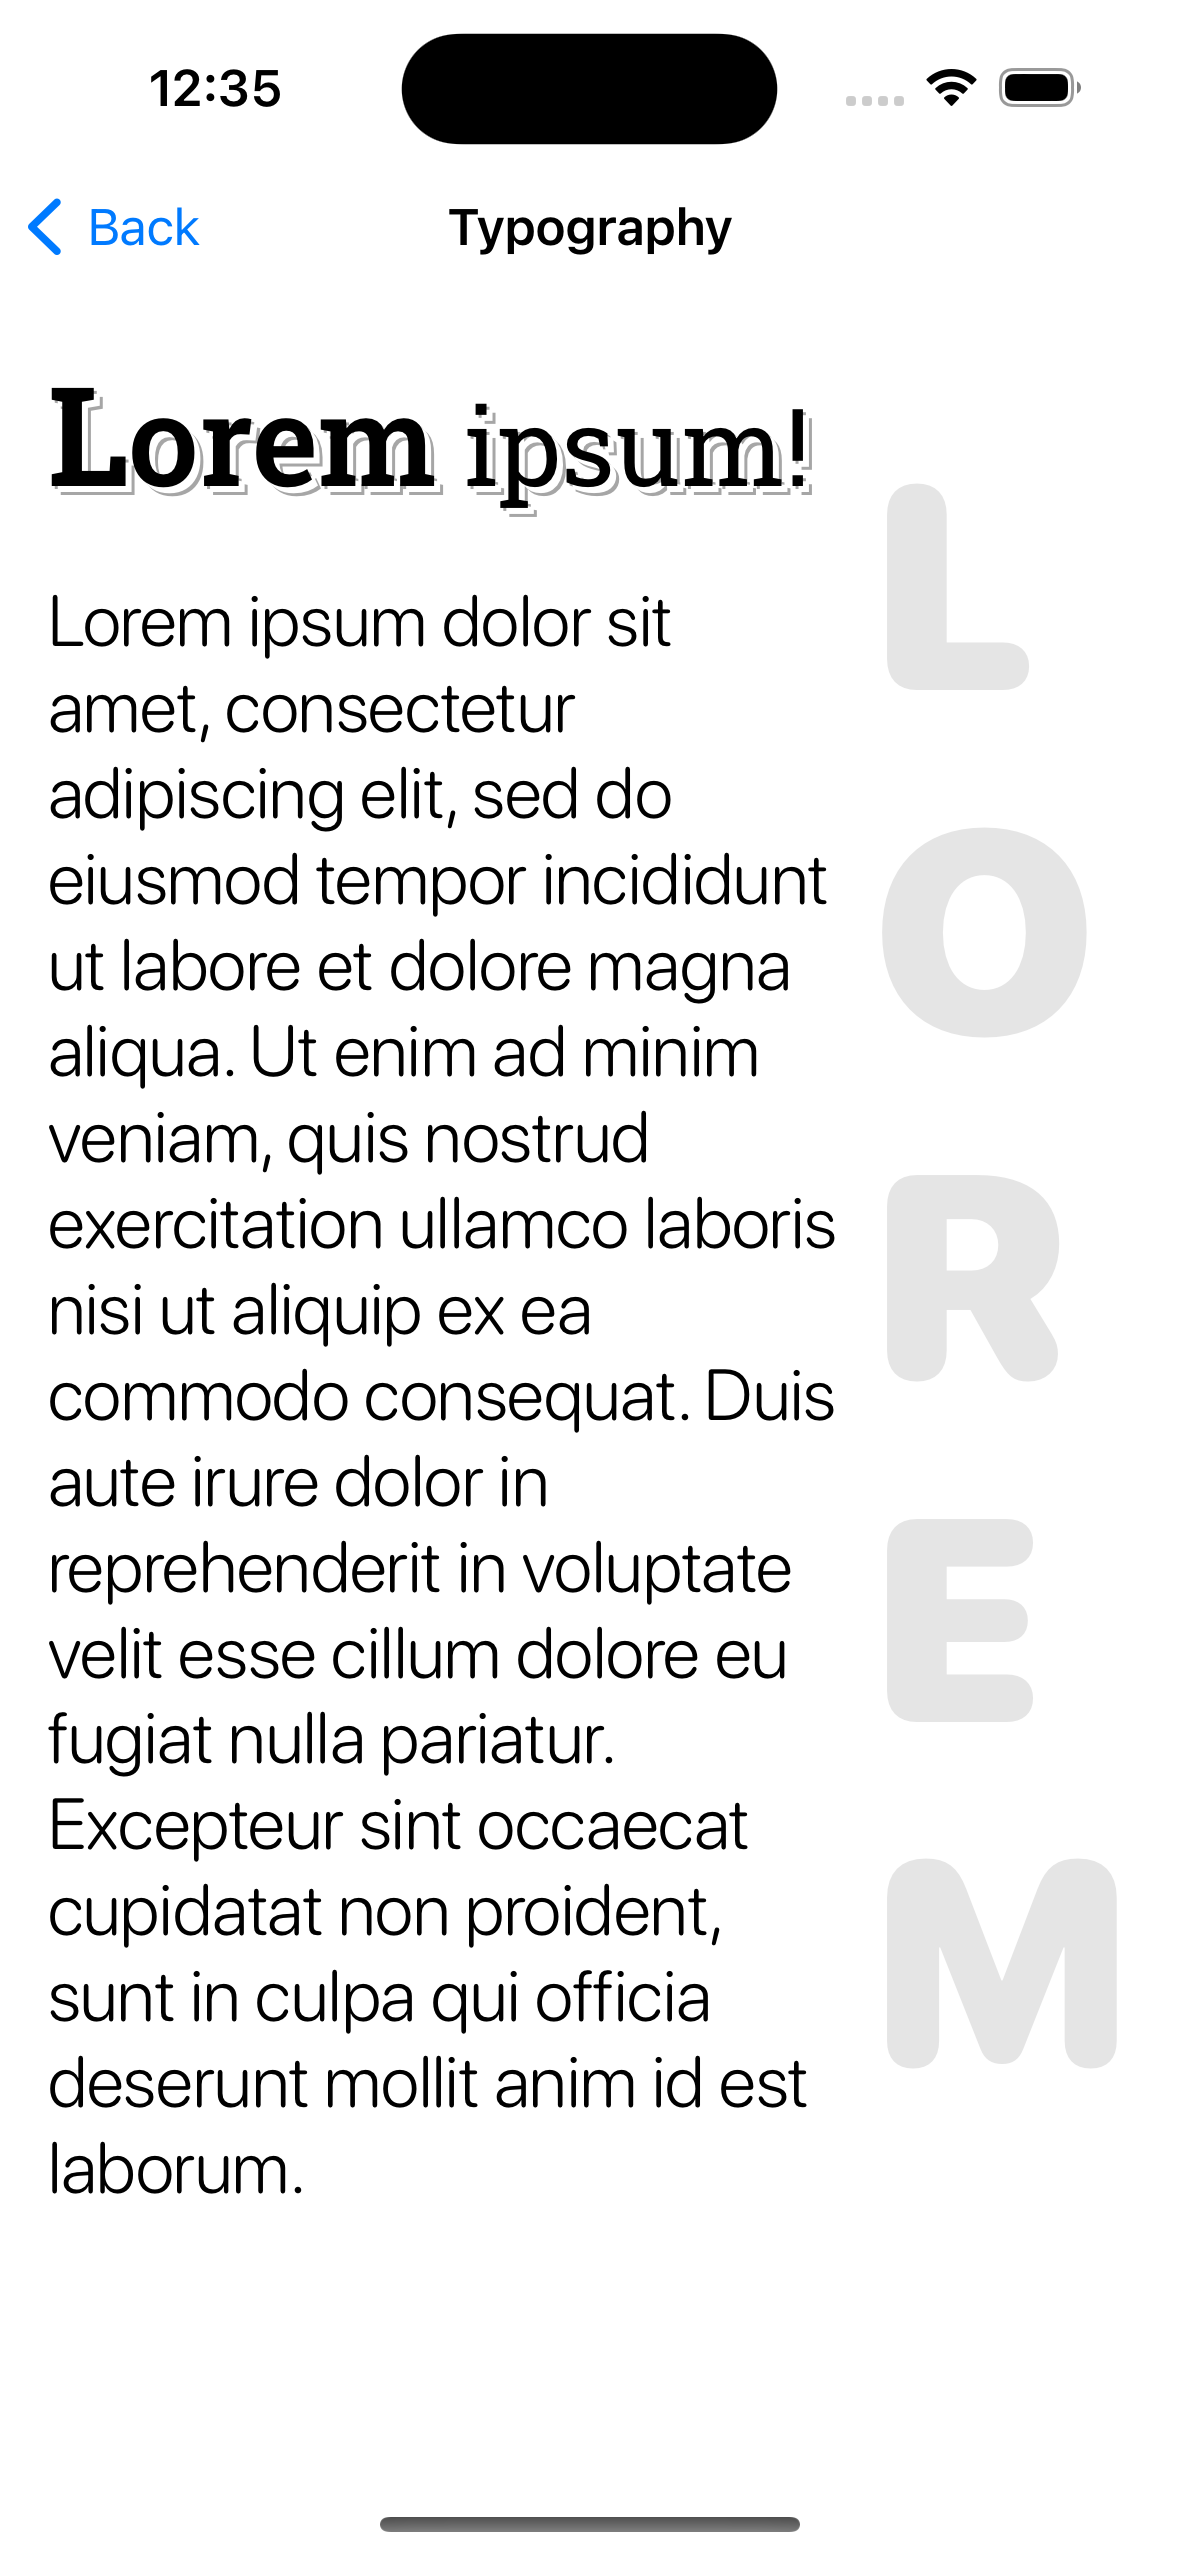 12:35
Back
Typography
Lorem ipsum!
Lorem ipsum dolor sit
amet, consectetur
adipiscing elit, sed do
eiusmod tempor incididunt
ut labore et dolore magna
aliqua. Ut enim ad minim
veniam, quis nostrud
exercitation ullamco laboris
nisi ut aliquip ex ea
commodo consequat. Duis
aute irure dolor in
reprehenderit in voluptate
velit esse cillum dolore eu
fugiat nulla pariatur.
Excepteur sint occaecat
cupidatat non proident,
sunt in culpa qui officia
deserunt mollit anim id est
laborum.
L
O
R
E
M